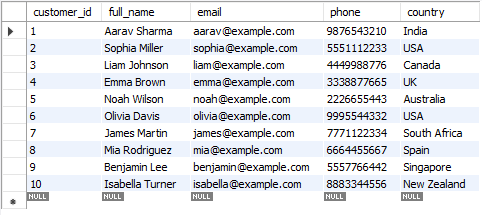 customer_id full_name email phone country
1 Aarav Sharma aarav@example.com 9876543210 India
2 Sophia Miller sophia@example.com 5551112233 USA
3 Liam Johnson liam@example.com 4449988776 Canada
4 Emma Brown emma@example.com 3338877665 UK
5 Noah Wilson noah@example.com 2226655443 Australia
6 Olivia Davis olivia@example.com 9995544332 USA
7 James Martin james@example.com 7771122334 South Africa
8 Mia Rodriguez mia@example.com 6664455667 Spain
9 Benjamin Lee benjamin@example.com 5557766442 Singapore
10 Isabella Turner isabella@example.com 8883344556 New Zealand
NULL NULL NULL NULL NULL